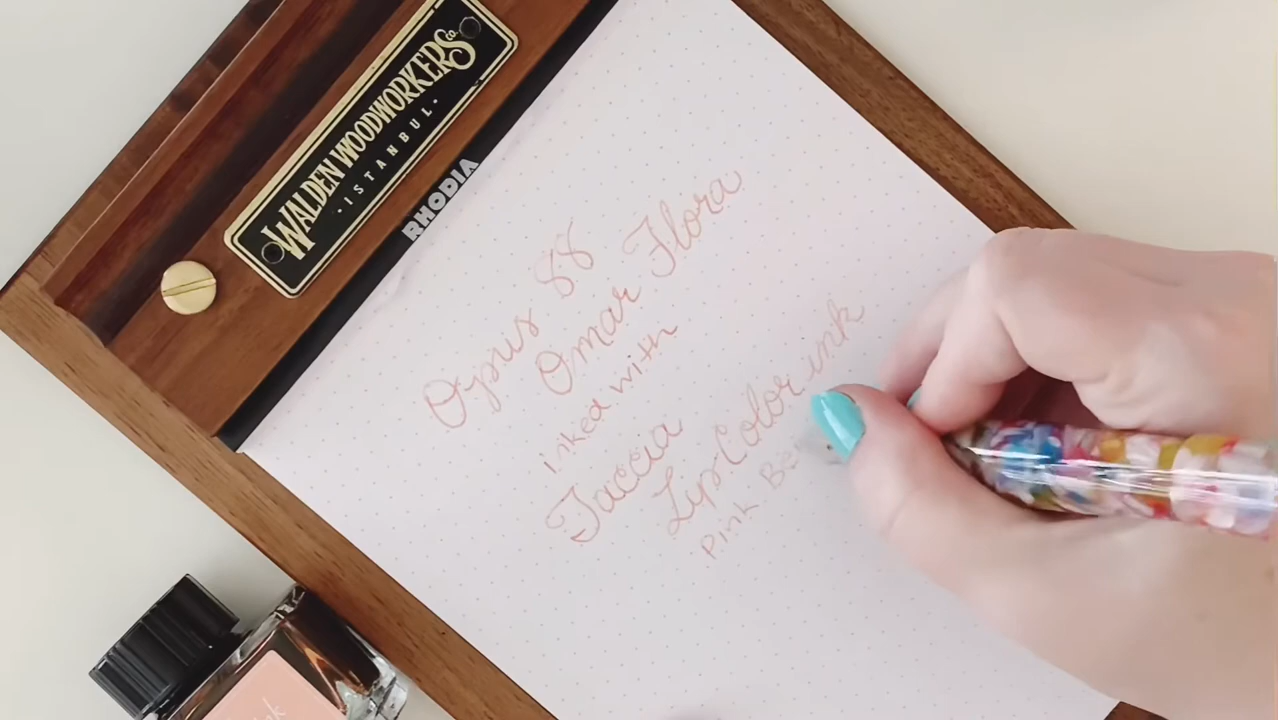 WALDEN WOODWORKERS Co.
· ISTANBUL ·
RHODIA
Opus 88
Omar Flora
inked with
Taccia
LipColor ink
Pink Be